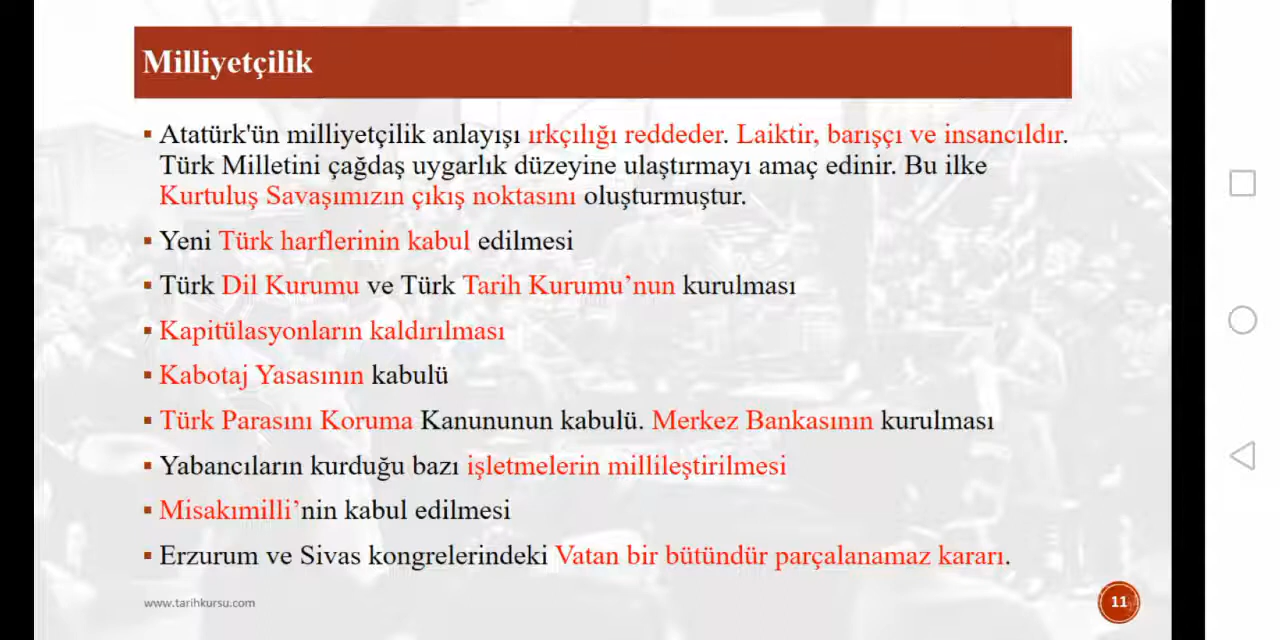 Milliyetçilik
Atatürk'ün milliyetçilik anlayışı ırkçılığı reddeder. Laiktir, barışçı ve insancıldır.
Türk Milletini çağdaş uygarlık düzeyine ulaştırmayı amaç edinir. Bu ilke
Kurtuluş Savaşımızın çıkış noktasını oluşturmuştur.
Yeni Türk harflerinin kabul edilmesi
Türk Dil Kurumu ve Türk Tarih Kurumu’nun kurulması
Kapitülasyonların kaldırılması
Kabotaj Yasasının kabulü
Türk Parasını Koruma Kanununun kabulü. Merkez Bankasının kurulması
Yabancıların kurduğu bazı işletmelerin millileştirilmesi
Misakımilli’nin kabul edilmesi
Erzurum ve Sivas kongrelerindeki Vatan bir bütündür parçalanamaz kararı.
www.tarihkursu.com
11